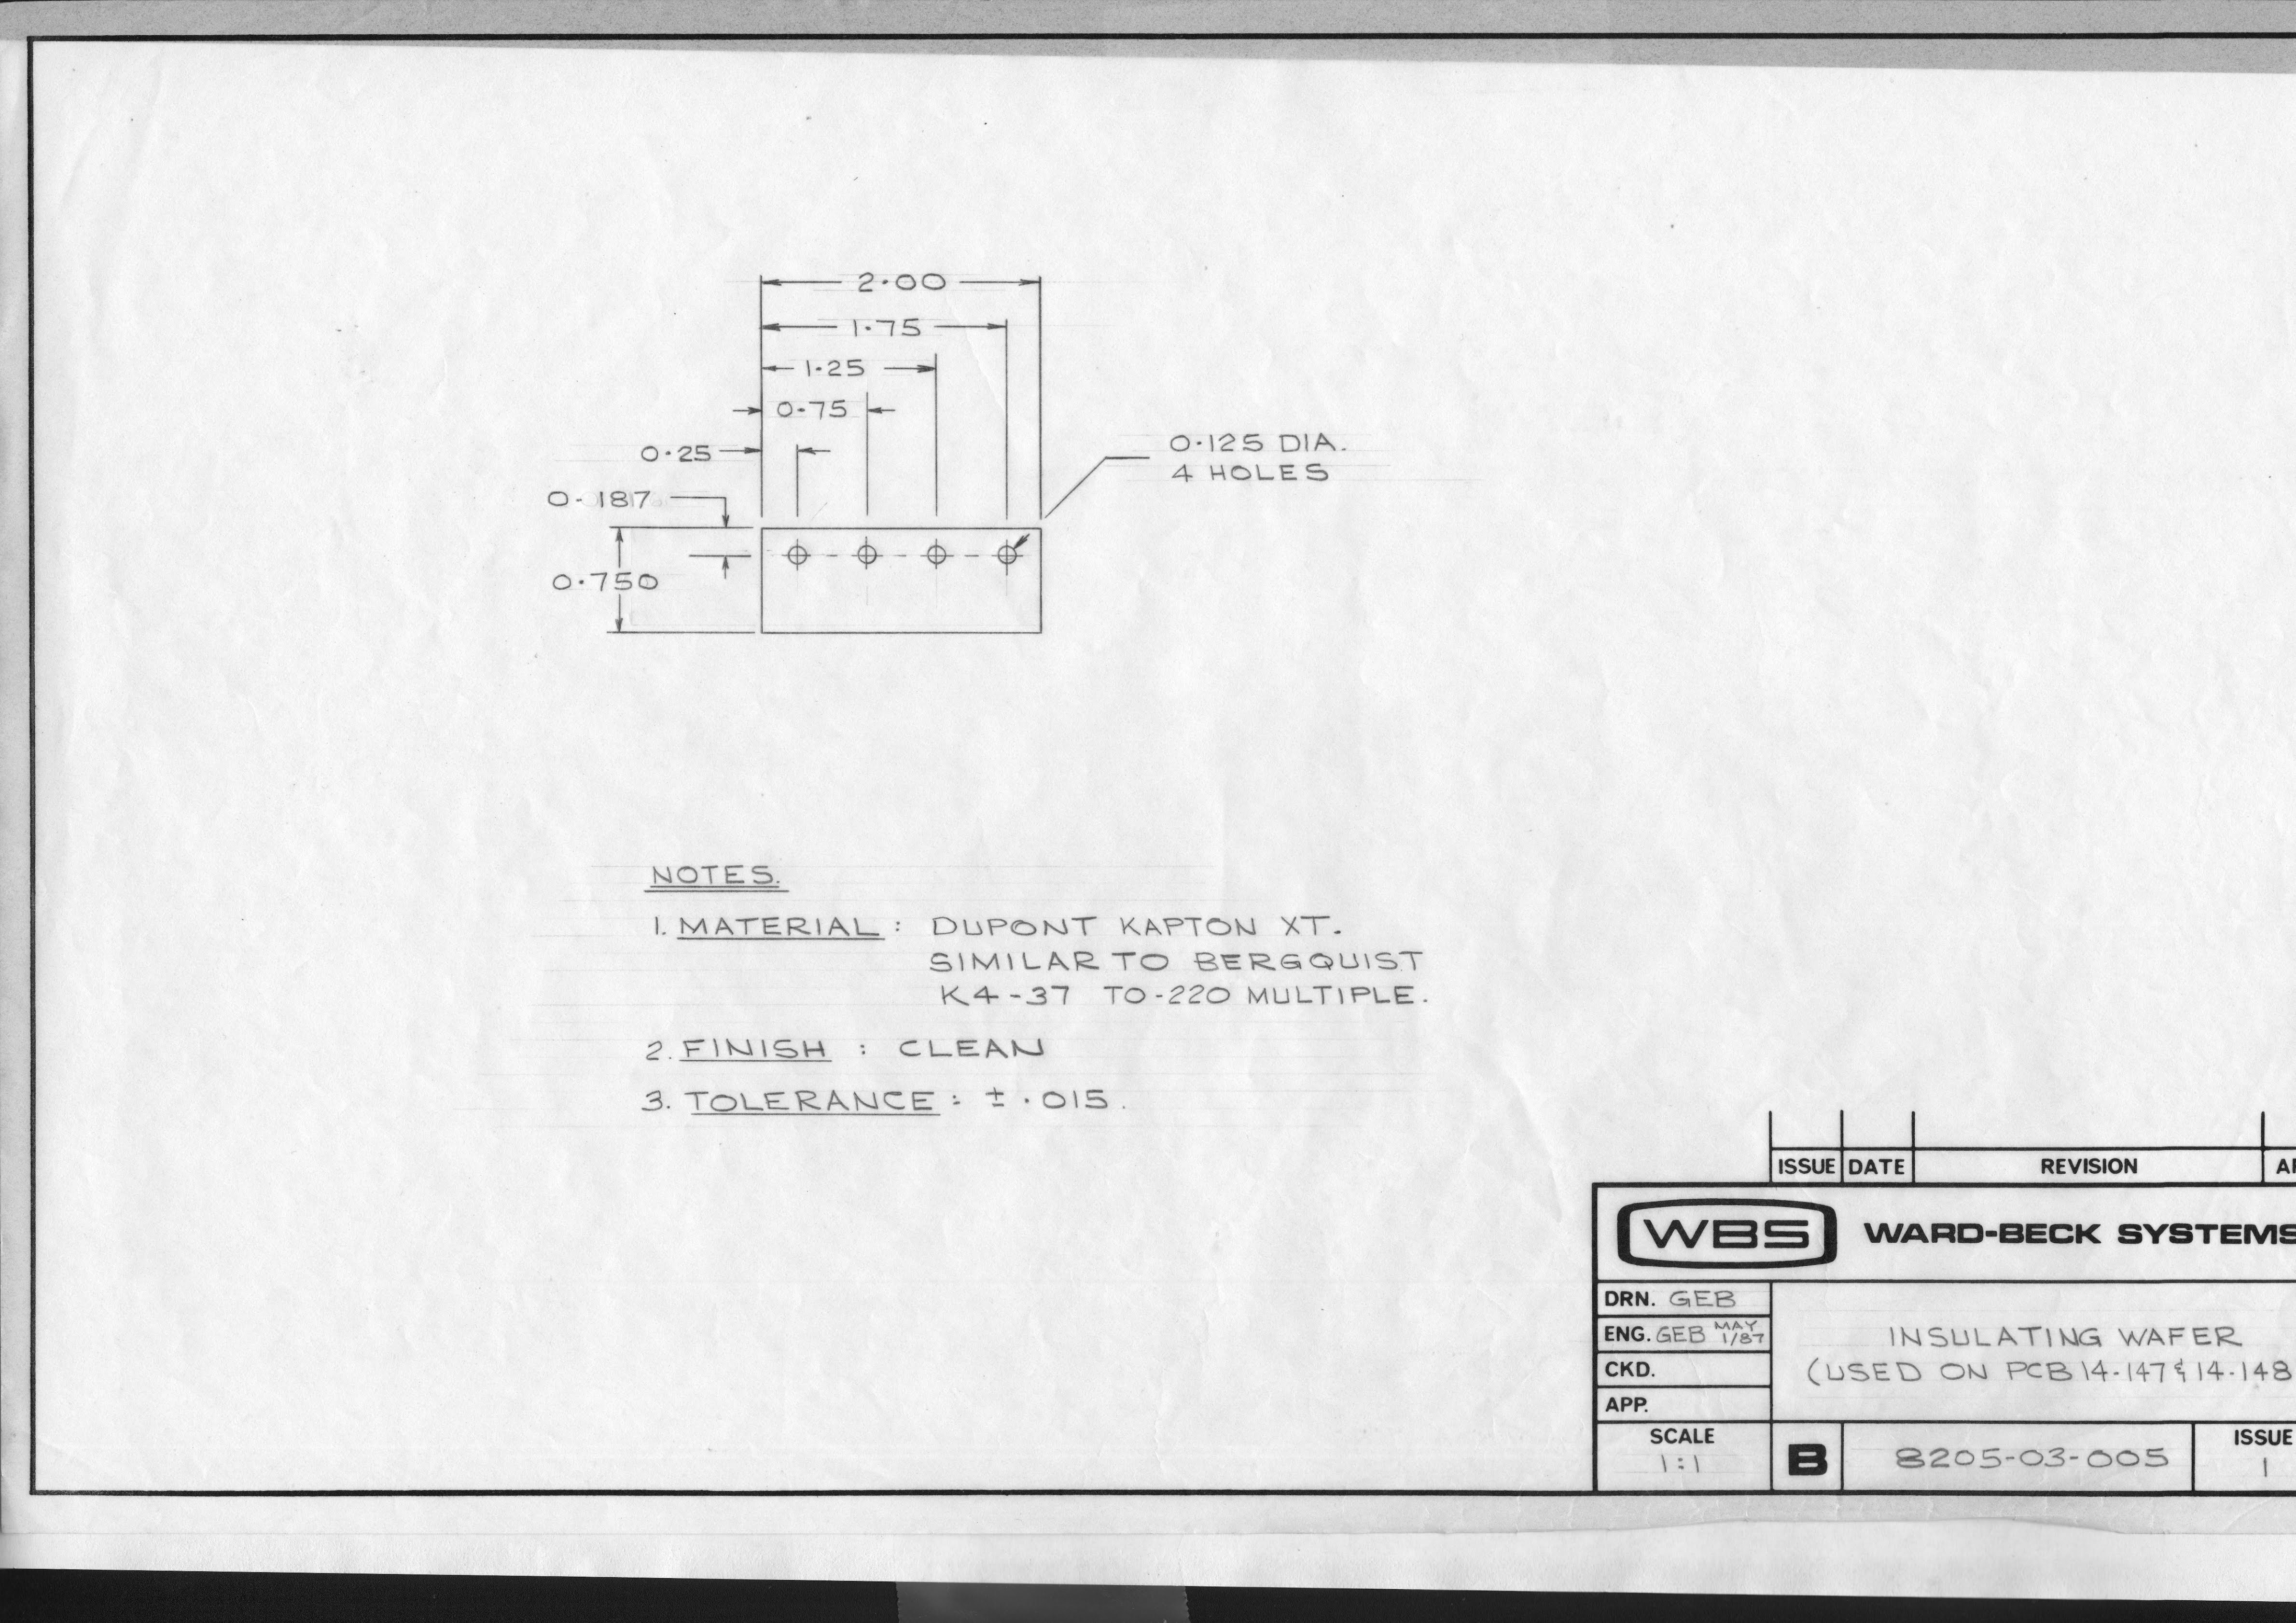 2.00
1.75
1.25
0.75
0.25
0.125 DIA.
4 HOLES
0.187
0.750
NOTES.
1. MATERIAL : DUPONT KAPTON XT.
SIMILAR TO BERGQUIST
K4-37 TO-220 MULTIPLE.
2. FINISH : CLEAN
3. TOLERANCE : ± .015.
ISSUE DATE REVISION
WBS WARD-BECK SYSTEMS
DRN. GEB
ENG. GEB MAY 1/87
CKD.
APP.
INSULATING WAFER
(USED ON PCB 14-147 & 14-148
SCALE
1:1
B
8205-03-005
ISSUE
1